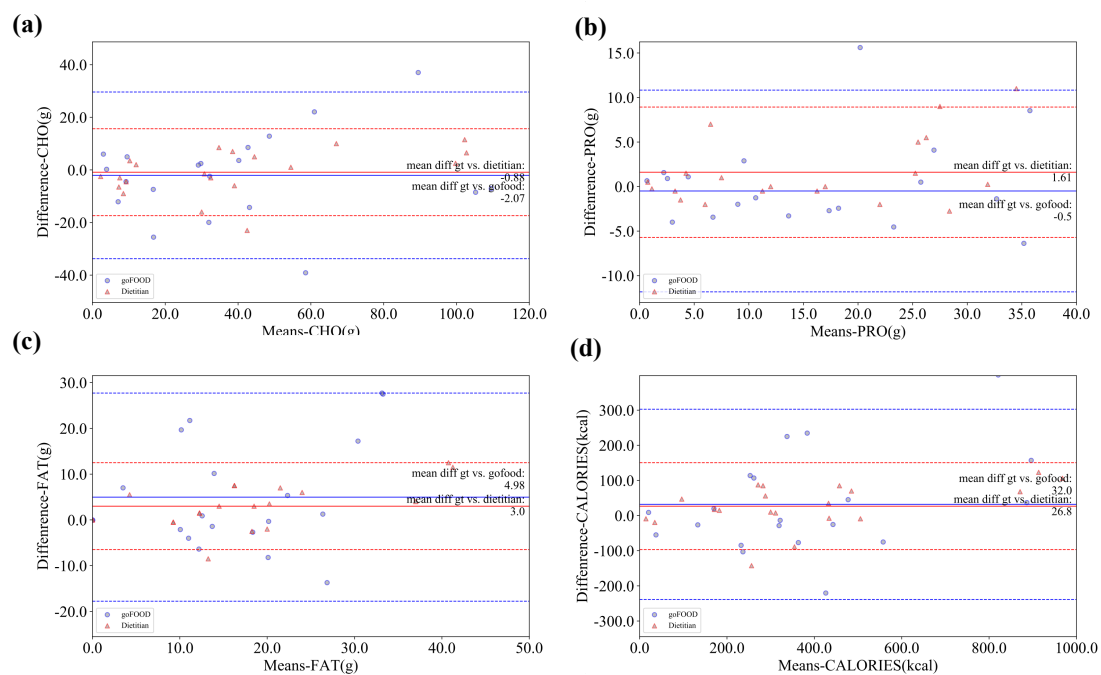 (a)
40.0
20.0
0.0
-20.0
-40.0
Diffenrence-CHO(g)
mean diff gt vs. dietitian:
-0.88
mean diff gt vs. gofood:
-2.07
goFOOD
Dietitian
0.0 20.0 40.0 60.0 80.0 100.0 120.0
Means-CHO(g)
(b)
15.0
10.0
5.0
0.0
-5.0
-10.0
Diffenrence-PRO(g)
mean diff gt vs. dietitian:
1.61
mean diff gt vs. gofood:
-0.5
goFOOD
Dietitian
0.0 5.0 10.0 15.0 20.0 25.0 30.0 35.0 40.0
Means-PRO(g)
(c)
30.0
20.0
10.0
0.0
-10.0
-20.0
Diffenrence-FAT(g)
mean diff gt vs. gofood:
4.98
mean diff gt vs. dietitian:
3.0
goFOOD
Dietitian
0.0 10.0 20.0 30.0 40.0 50.0
Means-FAT(g)
(d)
300.0
200.0
100.0
0.0
-100.0
-200.0
-300.0
Diffenrence-CALORIES(kcal)
mean diff gt vs. gofood:
32.0
mean diff gt vs. dietitian:
26.8
goFOOD
Dietitian
0.0 200.0 400.0 600.0 800.0 1000.0
Means-CALORIES(kcal)